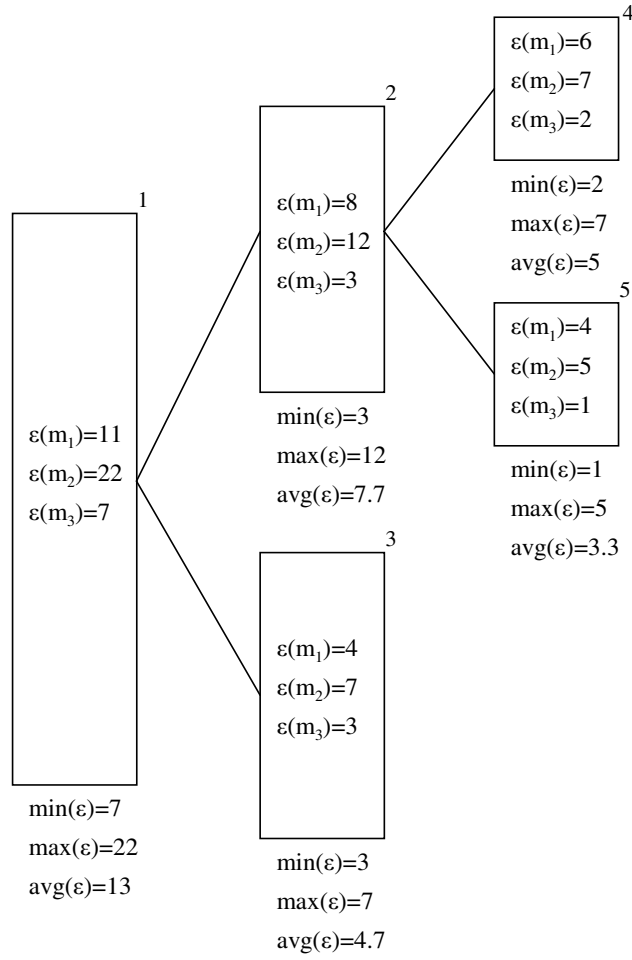 1
ε(m₁)=11
ε(m₂)=22
ε(m₃)=7
min(ε)=7
max(ε)=22
avg(ε)=13
2
ε(m₁)=8
ε(m₂)=12
ε(m₃)=3
min(ε)=3
max(ε)=12
avg(ε)=7.7
3
ε(m₁)=4
ε(m₂)=7
ε(m₃)=3
min(ε)=3
max(ε)=7
avg(ε)=4.7
4
ε(m₁)=6
ε(m₂)=7
ε(m₃)=2
min(ε)=2
max(ε)=7
avg(ε)=5
5
ε(m₁)=4
ε(m₂)=5
ε(m₃)=1
min(ε)=1
max(ε)=5
avg(ε)=3.3